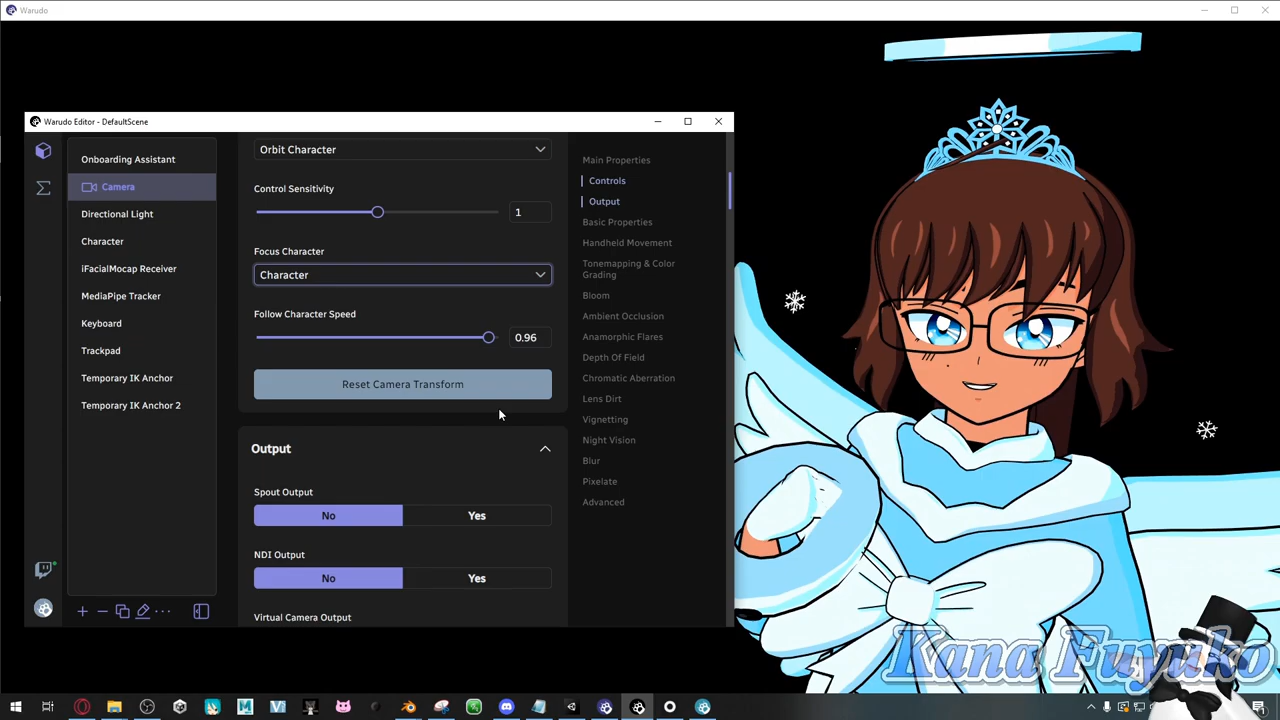 Warudo
Warudo Editor - DefaultScene
Onboarding Assistant
Camera
Directional Light
Character
iFacialMocap Receiver
MediaPipe Tracker
Keyboard
Trackpad
Temporary IK Anchor
Temporary IK Anchor 2
Orbit Character
Control Sensitivity
1
Focus Character
Character
Follow Character Speed
0.96
Reset Camera Transform
Output
Spout Output
No
Yes
NDI Output
No
Yes
Virtual Camera Output
Main Properties
Controls
Output
Basic Properties
Handheld Movement
Tonemapping & Color
Grading
Bloom
Ambient Occlusion
Anamorphic Flares
Depth Of Field
Chromatic Aberration
Lens Dirt
Vignetting
Night Vision
Blur
Pixelate
Advanced
Kana Fuyuko